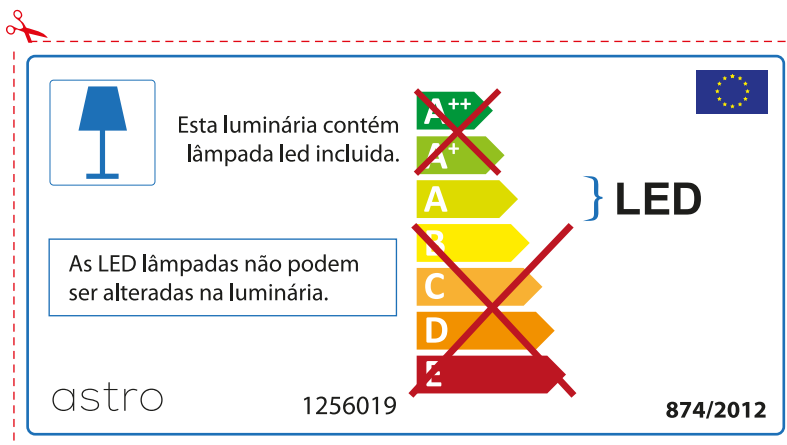 Esta luminária contém
lâmpada led incluida.
A++
A+
A
B
C
D
E
LED
As LED lâmpadas não podem
ser alteradas na luminária.
astro
1256019
874/2012